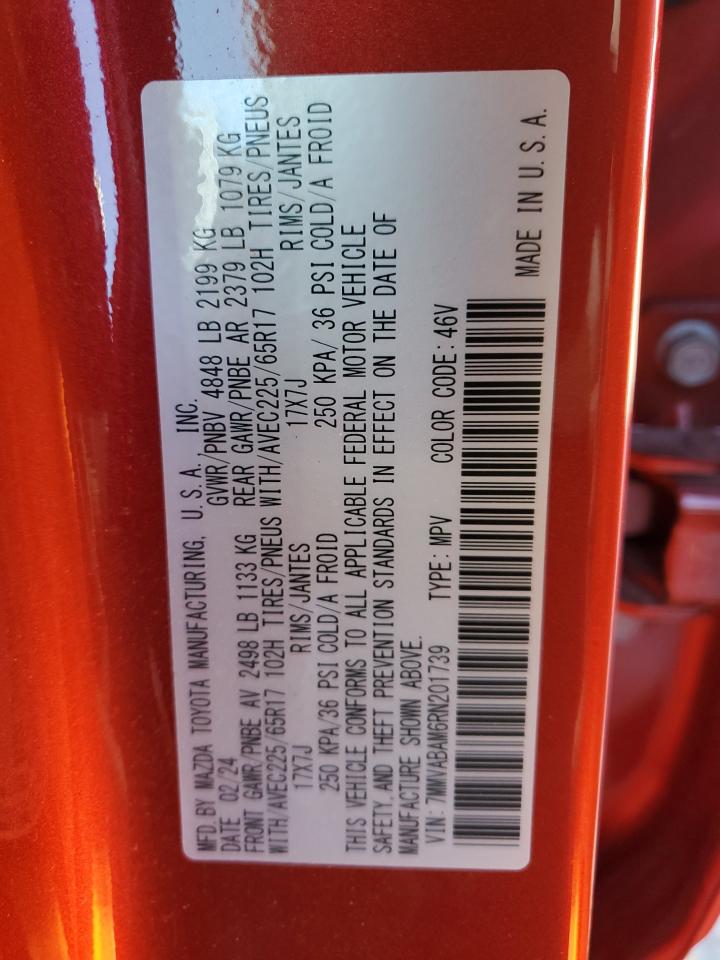 MFD. BY MAZDA TOYOTA MANUFACTURING, U.S.A., INC.
DATE 02/24 GVWR/PNBV 4848 LB 2199 KG
FRONT GAWR/PNBE AV 2498 LB 1133 KG REAR GAWR/PNBE AR 2379 LB 1079 KG
WITH/AVEC225/65R17 102H TIRES/PNEUS WITH/AVEC225/65R17 102H TIRES/PNEUS
17X7J RIMS/JANTES 17X7J RIMS/JANTES
250 KPA/36 PSI COLD/A FROID 250 KPA/ 36 PSI COLD/A FROID
THIS VEHICLE CONFORMS TO ALL APPLICABLE FEDERAL MOTOR VEHICLE
SAFETY AND THEFT PREVENTION STANDARDS IN EFFECT ON THE DATE OF
MANUFACTURE SHOWN ABOVE.
VIN: 7MMVABAM6RN201739 TYPE: MPV COLOR CODE: 46V
MADE IN U.S.A.